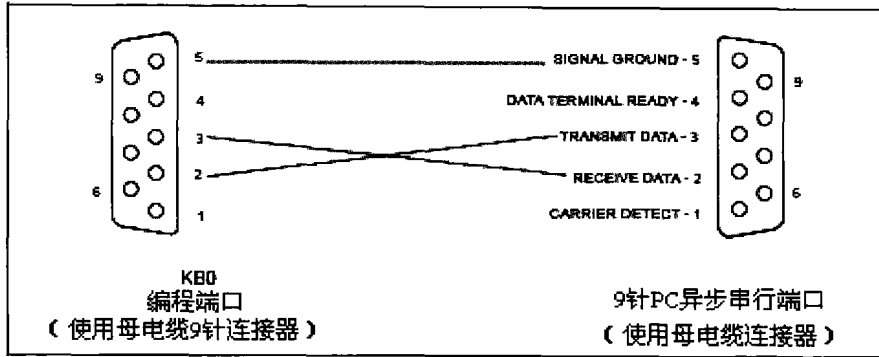 5 SIGNAL GROUND - 5
9 9
4 DATA TERMINAL READY - 4
3 TRANSMIT DATA - 3
2 RECEIVE DATA - 2
6 6
1 CARRIER DETECT - 1
KB0
编程端口 9针PC异步串行端口
(使用母电缆9针连接器) (使用母电缆连接器)